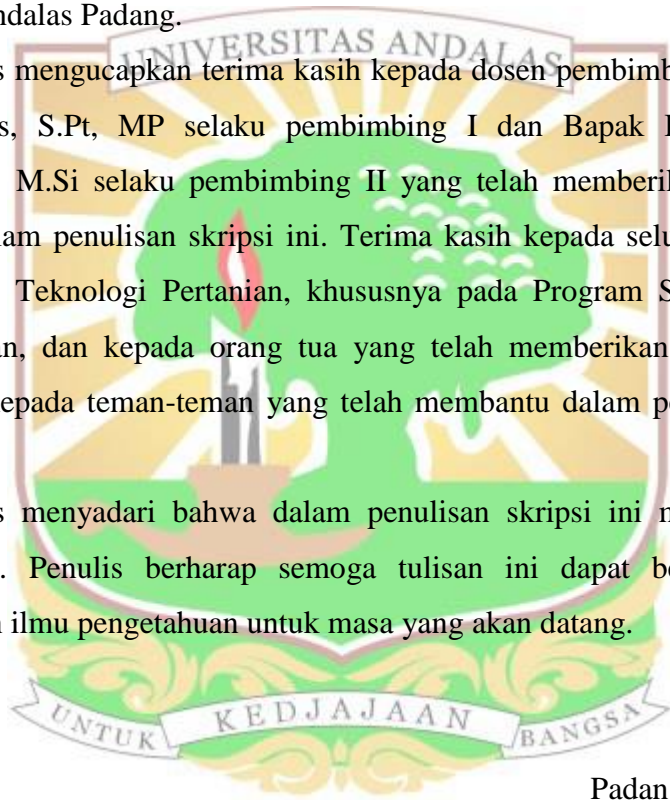 ndalas Padang.
UNIVERSITAS ANDALAS
s mengucapkan terima kasih kepada dosen pembimb
s, S.Pt, MP selaku pembimbing I dan Bapak
M.Si selaku pembimbing II yang telah memberi
lam penulisan skripsi ini. Terima kasih kepada selu
Teknologi Pertanian, khususnya pada Program S
an, dan kepada orang tua yang telah memberikan
kepada teman-teman yang telah membantu dalam p
s menyadari bahwa dalam penulisan skripsi ini
. Penulis berharap semoga tulisan ini dapat be
n ilmu pengetahuan untuk masa yang akan datang.
UNTUK KEDJAJAAN BANGSA
Padan